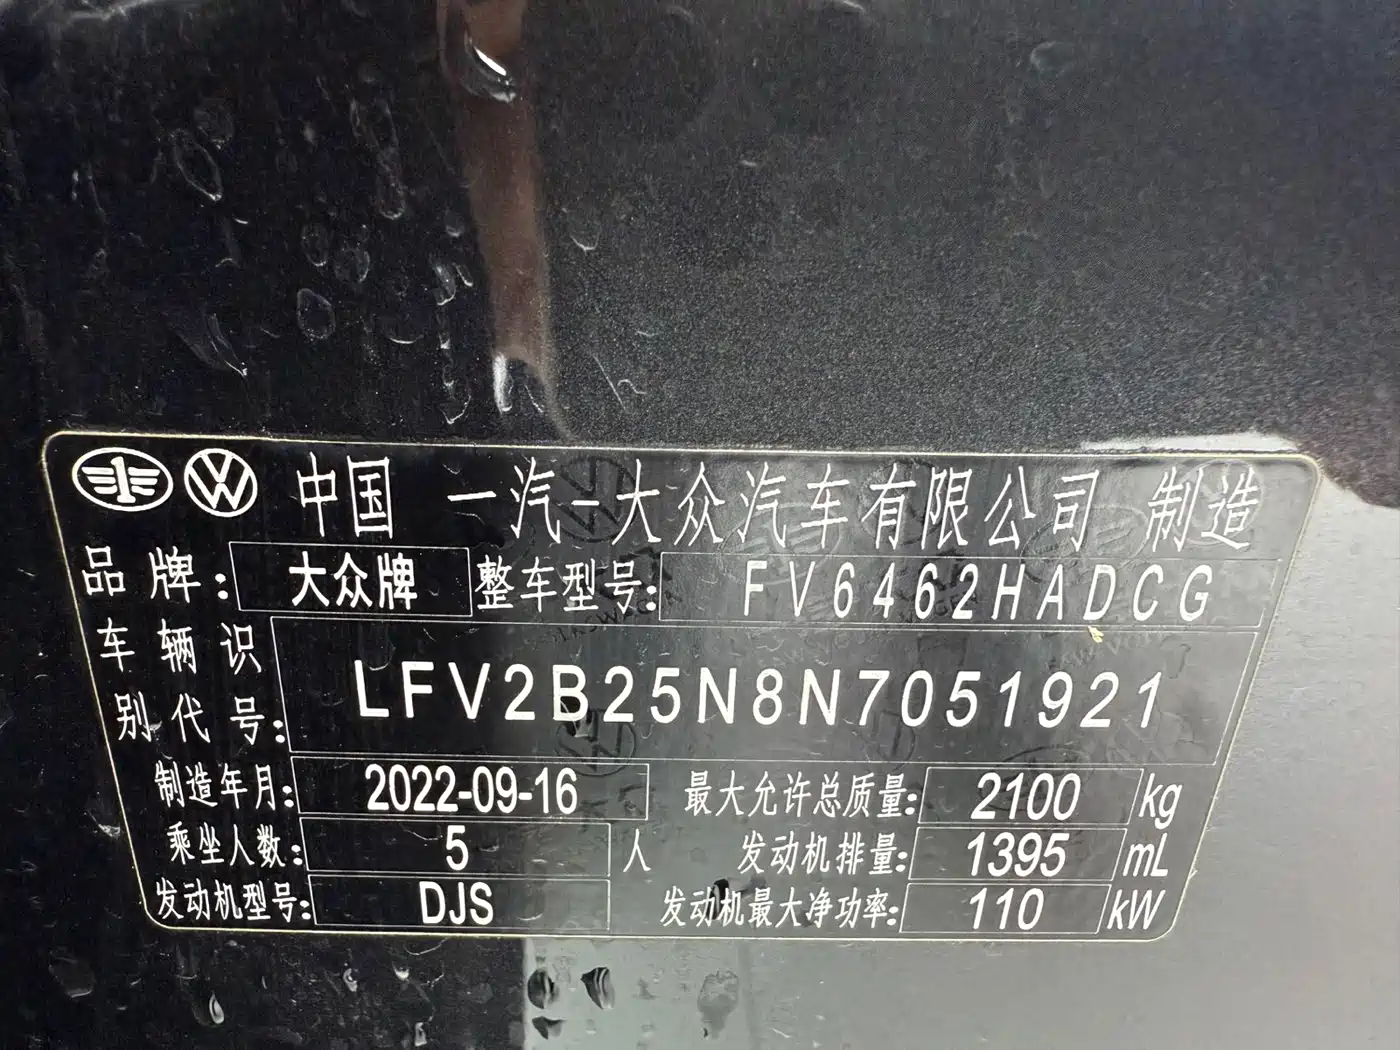 中国 一汽-大众汽车有限公司 制造
品牌: 大众牌 整车型号: FV6462HADCG
车辆识别代号: LFV2B25N8N7051921
制造年月: 2022-09-16 最大允许总质量: 2100 kg
乘坐人数: 5 人 发动机排量: 1395 mL
发动机型号: DJS 发动机最大净功率: 110 kW